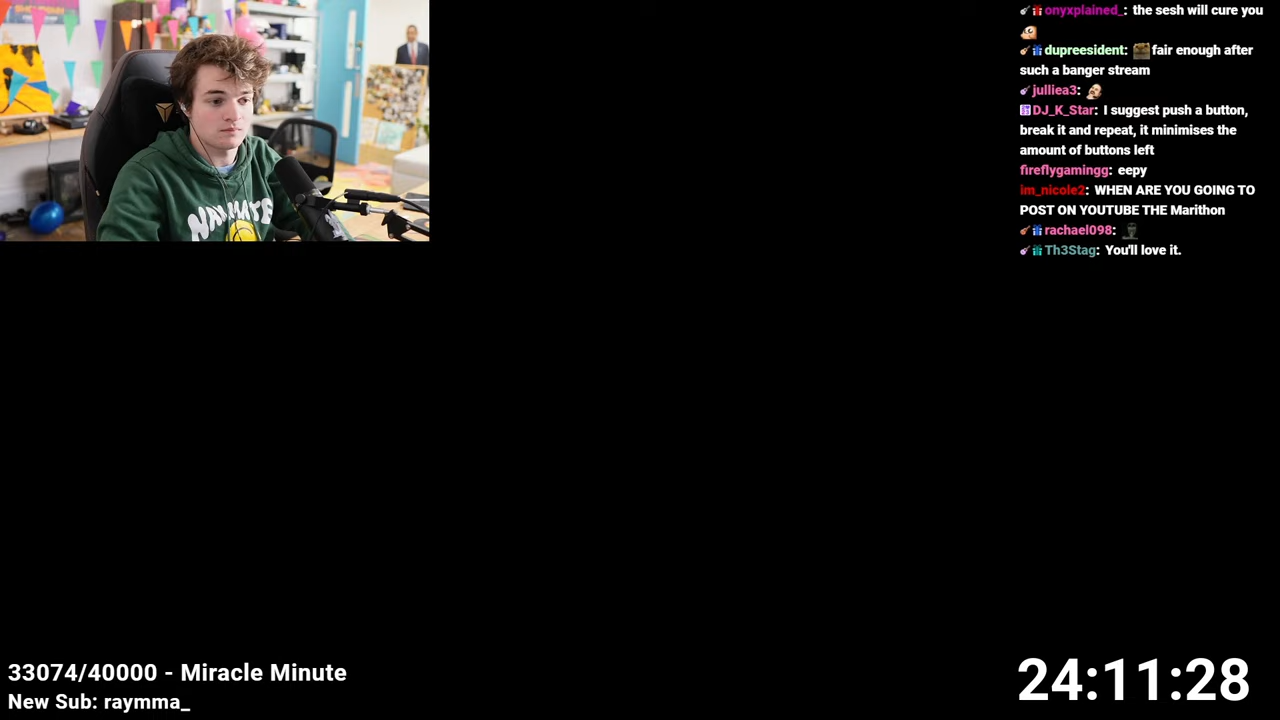 onyxplained_: the sesh will cure you
dupreesident: fair enough after
such a banger stream
julliea3:
DJ_K_Star: I suggest push a button,
break it and repeat, it minimises the
amount of buttons left
fireflygamingg: eepy
im_nicole2: WHEN ARE YOU GOING TO
POST ON YOUTUBE THE Marithon
rachael098:
Th3Stag: You'll love it.
33074/40000 - Miracle Minute
New Sub: raymma_
24:11:28